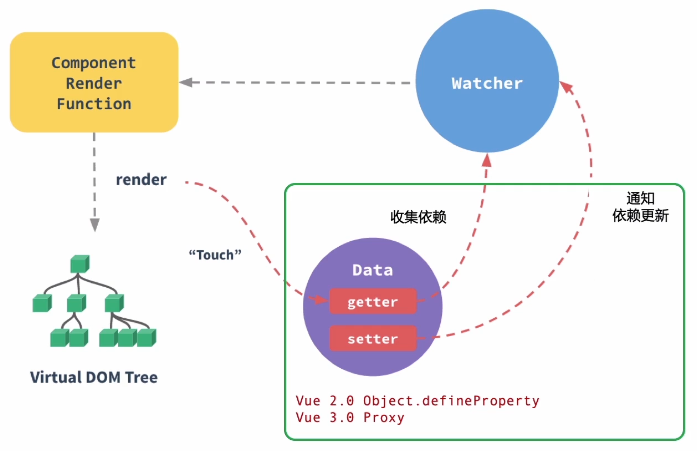 Component
Render
Function
Watcher
render
收集依赖
通知
依赖更新
“Touch”
Data
getter
setter
Virtual DOM Tree
Vue 2.0 Object.defineProperty
Vue 3.0 Proxy